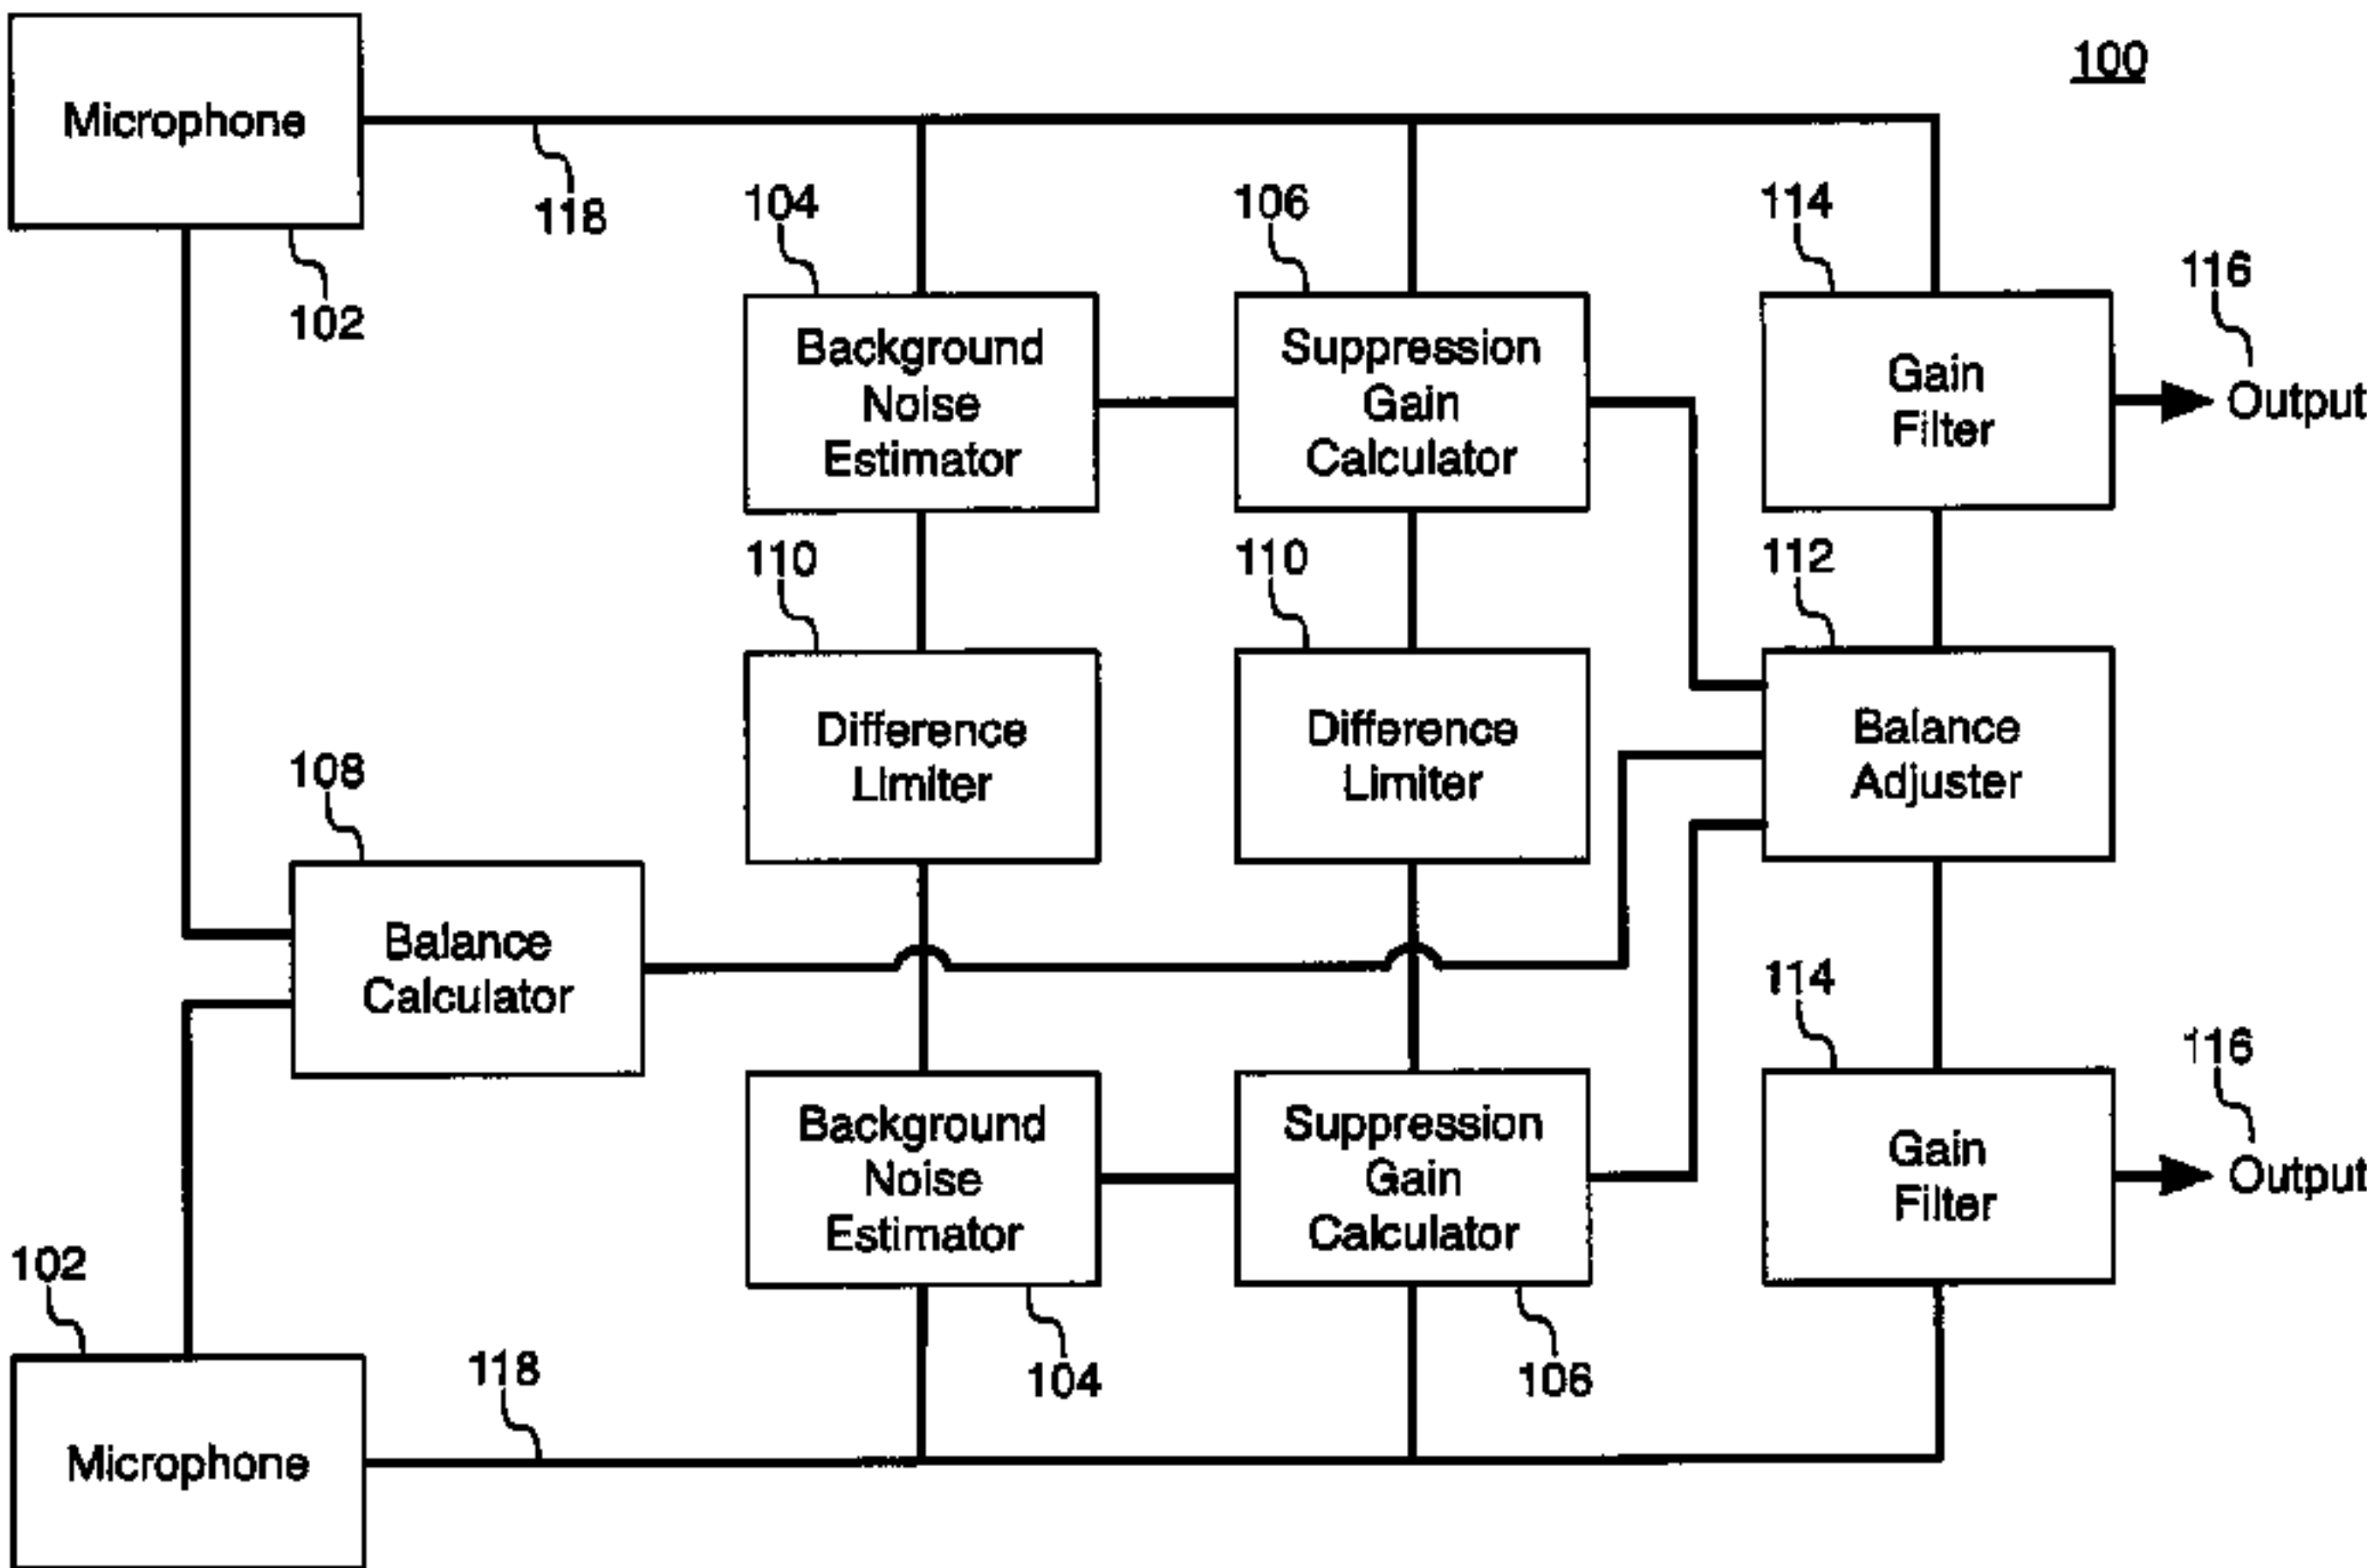 100
Microphone
118
102
104
106
114
116
Background
Noise
Estimator
Suppression
Gain
Calculator
Gain
Filter
Output
110
110
112
Difference
Limiter
Difference
Limiter
Balance
Adjuster
108
Balance
Calculator
114
116
Background
Noise
Estimator
Suppression
Gain
Calculator
Gain
Filter
Output
102
118
104
106
Microphone